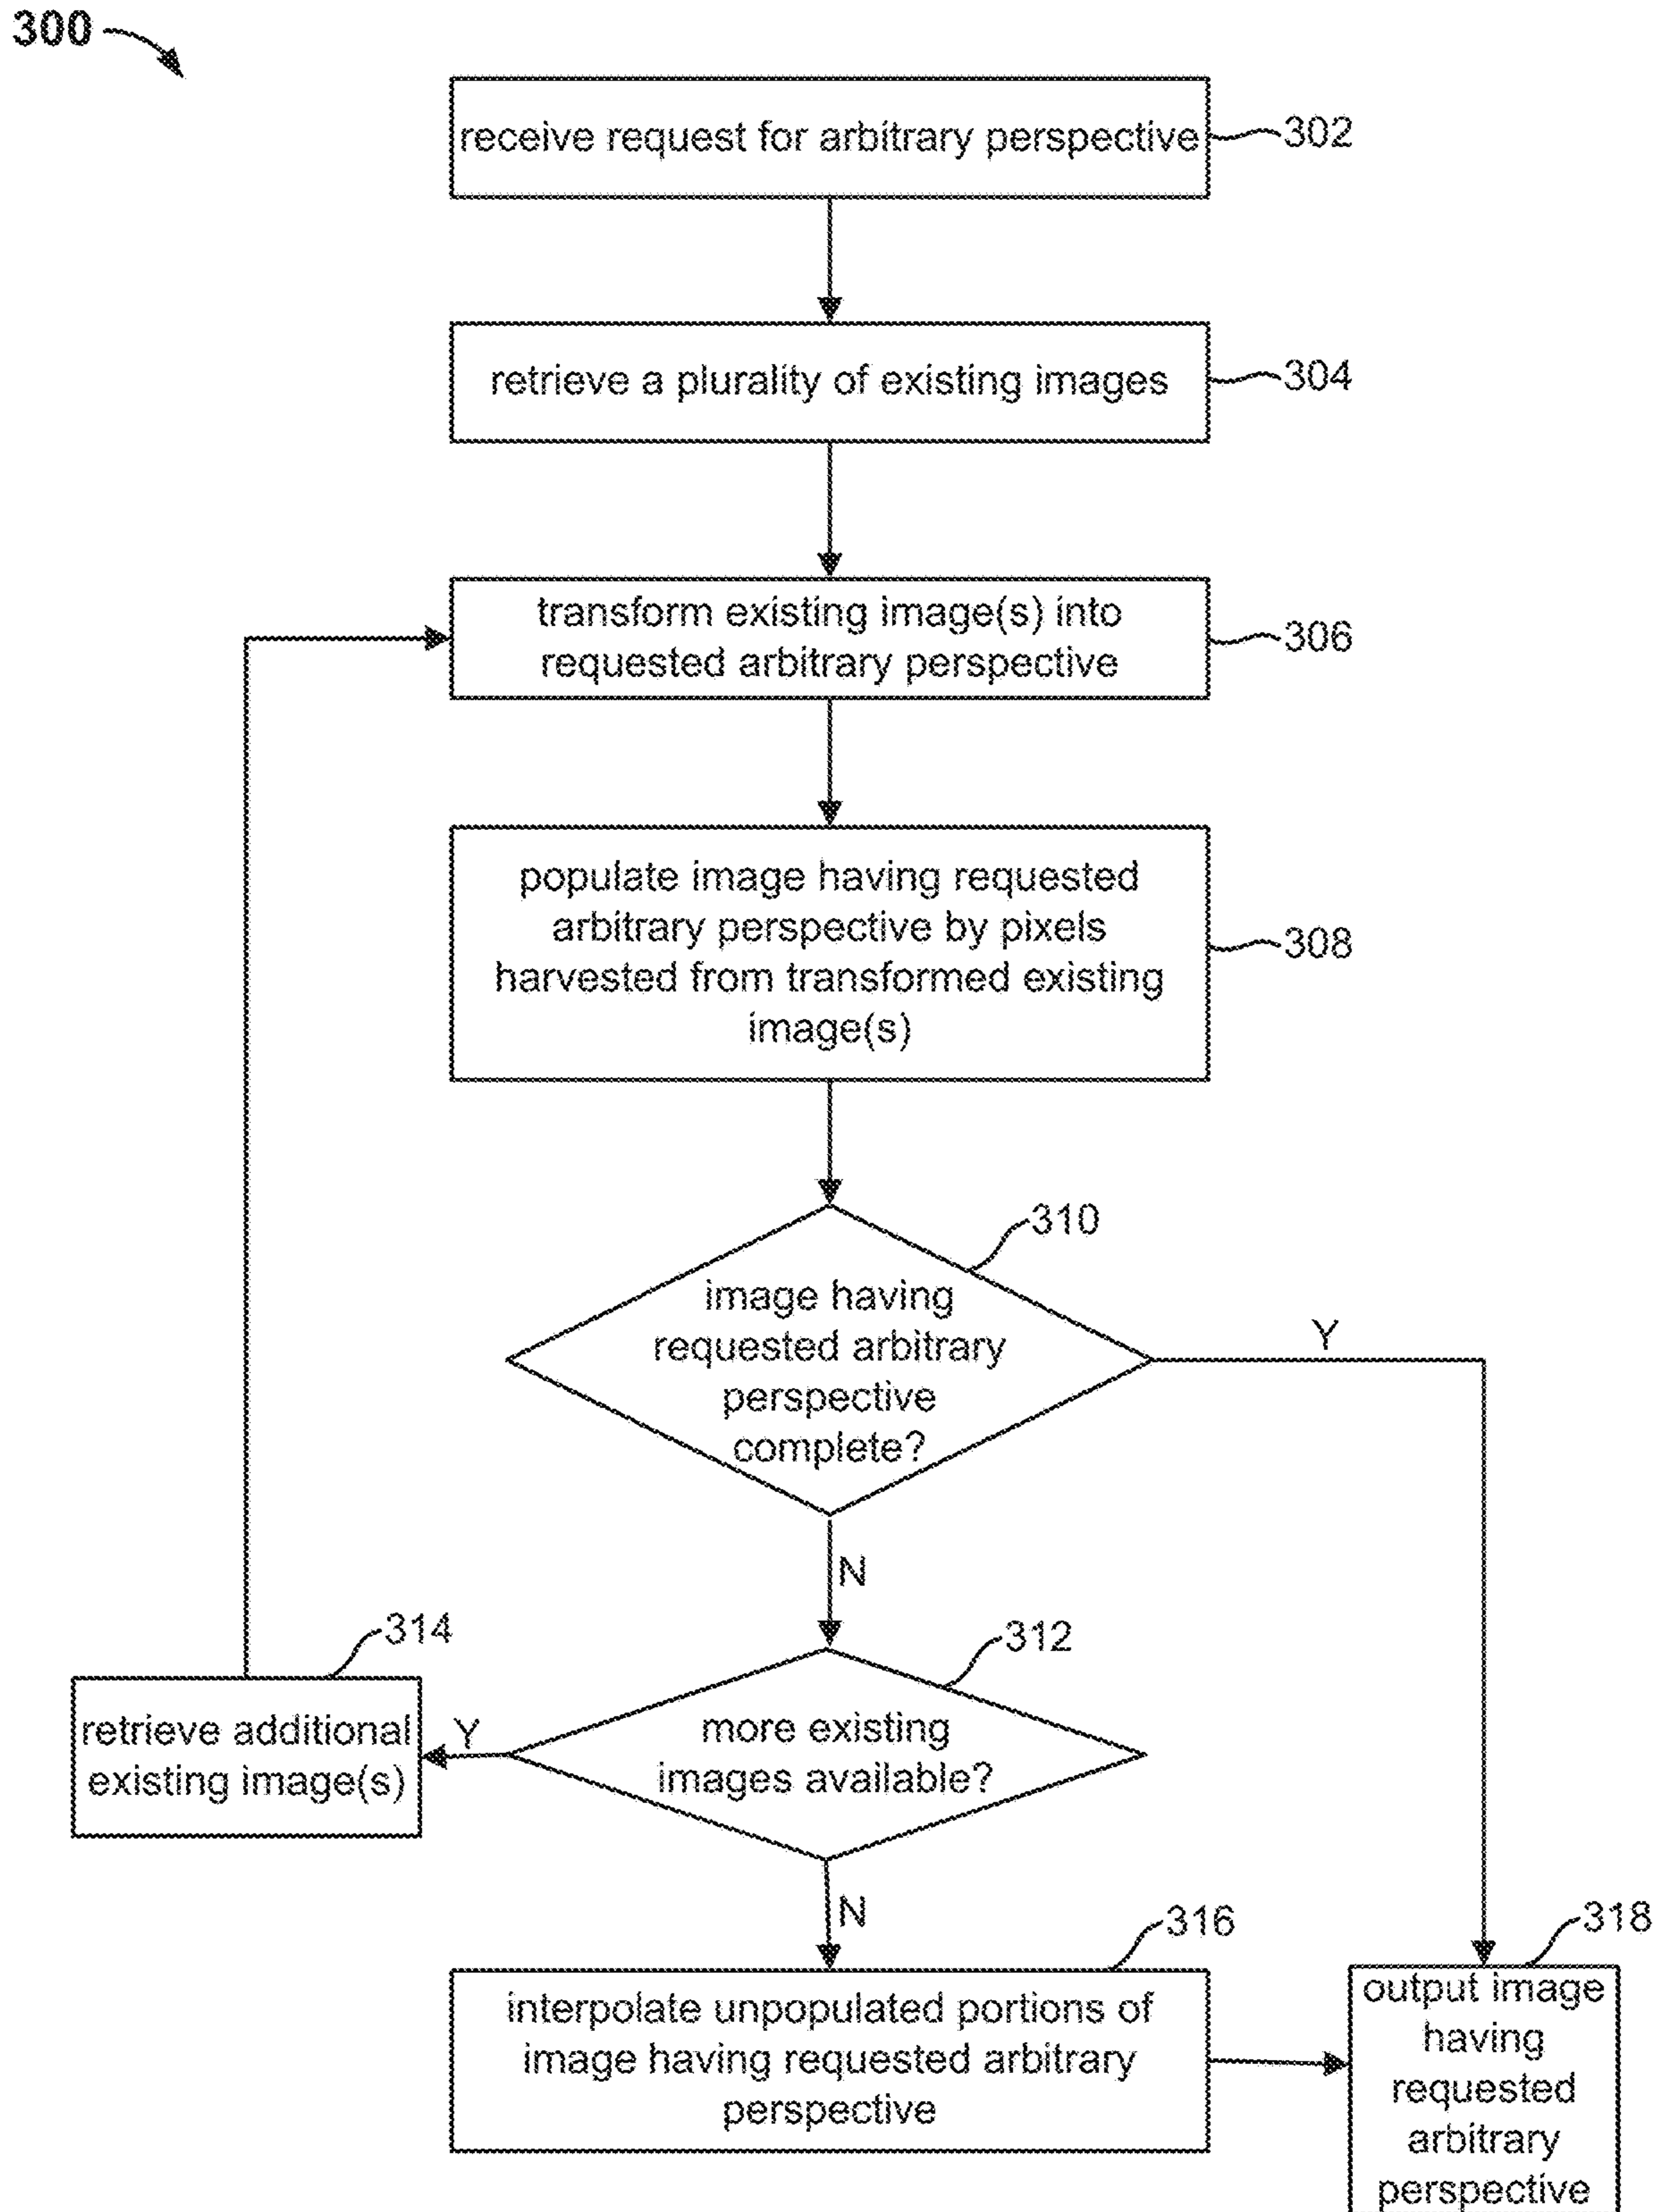 300
receive request for arbitrary perspective
302
retrieve a plurality of existing images
304
transform existing image(s) into
requested arbitrary perspective
306
populate image having requested
arbitrary perspective by pixels
harvested from transformed existing
image(s)
308
310
image having
requested arbitrary
perspective
complete?
Y
N
314
312
retrieve additional
existing image(s)
Y
more existing
images available?
N
316
318
interpolate unpopulated portions of
image having requested arbitrary
perspective
output image
having
requested
arbitrary
perspective